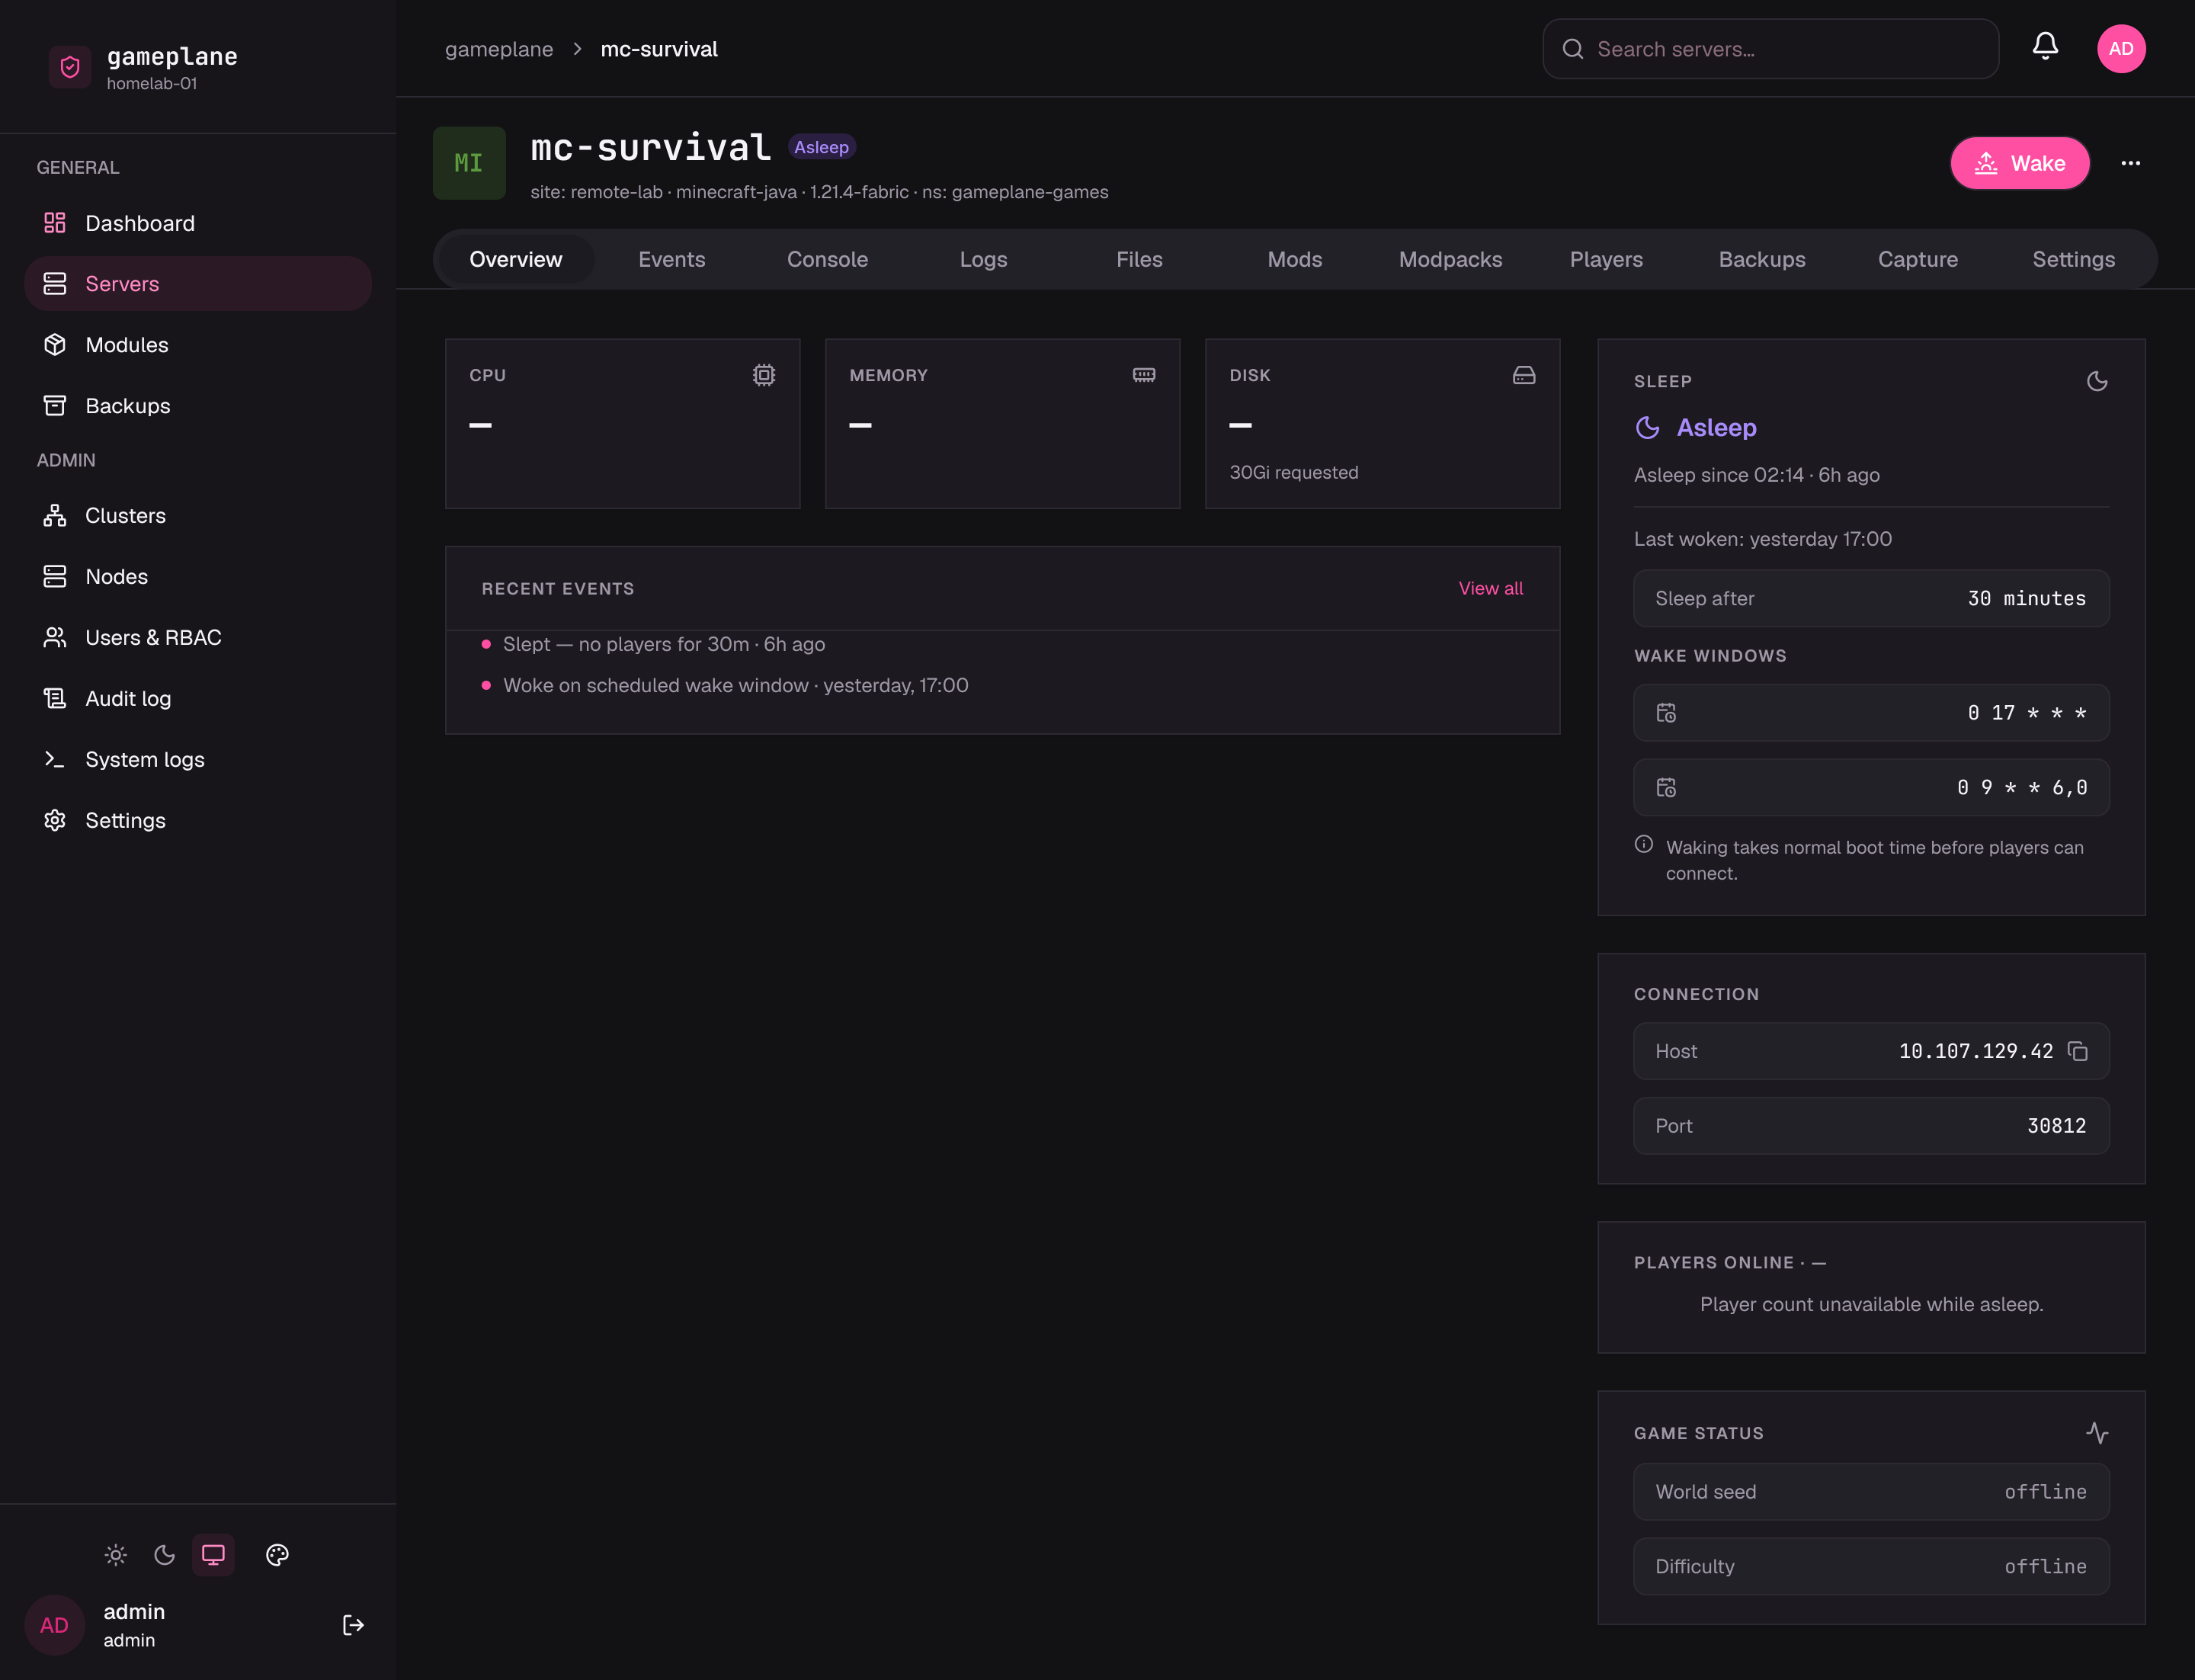 gameplane
homelab-01
GENERAL
Dashboard
Servers
Modules
Backups
ADMIN
Clusters
Nodes
Users & RBAC
Audit log
System logs
Settings
AD
admin
admin
gameplane > mc-survival
Search servers...
AD
MI
mc-survival
Asleep
site: remote-lab · minecraft-java · 1.21.4-fabric · ns: gameplane-games
Wake
Overview Events Console Logs Files Mods Modpacks Players Backups Capture Settings
CPU
—
MEMORY
—
DISK
—
30Gi requested
RECENT EVENTS
View all
Slept — no players for 30m · 6h ago
Woke on scheduled wake window · yesterday, 17:00
SLEEP
Asleep
Asleep since 02:14 · 6h ago
Last woken: yesterday 17:00
Sleep after 30 minutes
WAKE WINDOWS
0 17 * * *
0 9 * * 6,0
Waking takes normal boot time before players can
connect.
CONNECTION
Host 10.107.129.42
Port 30812
PLAYERS ONLINE · —
Player count unavailable while asleep.
GAME STATUS
World seed offline
Difficulty offline